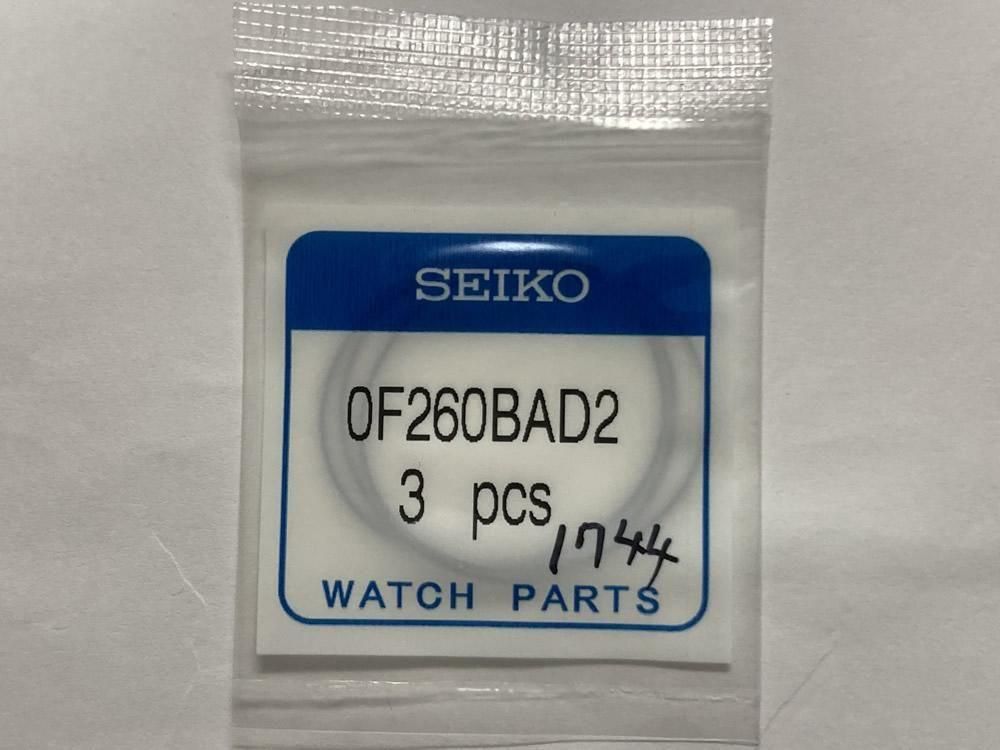 SEIKO
0F260BAD2
3 pcs
1744
WATCH PARTS